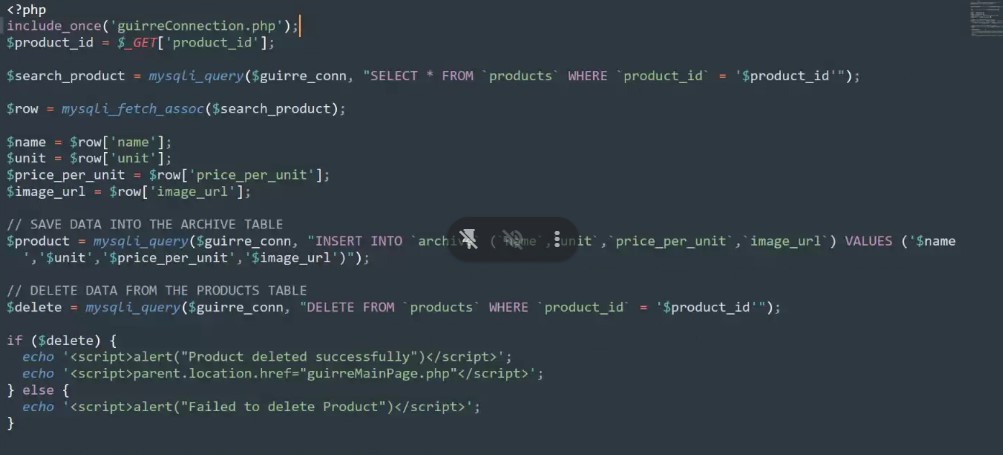 <?php
include_once('guirreConnection.php');
$product_id = $_GET['product_id'];
$search_product = mysqli_query($guirre_conn, "SELECT * FROM `products` WHERE `product_id` = '$product_id'");
$row = mysqli_fetch_assoc($search_product);
$name = $row['name'];
$unit = $row['unit'];
$price_per_unit = $row['price_per_unit'];
$image_url = $row['image_url'];
// SAVE DATA INTO THE ARCHIVE TABLE
$product = mysqli_query($guirre_conn, "INSERT INTO `archiv (`name`,`unit`,`price_per_unit`,`image_url`) VALUES ('$name
','$unit','$price_per_unit','$image_url')");
// DELETE DATA FROM THE PRODUCTS TABLE
$delete = mysqli_query($guirre_conn, "DELETE FROM `products` WHERE `product_id` = '$product_id'");
if ($delete) {
echo '<script>alert("Product deleted successfully")</script>';
echo '<script>parent.location.href="guirreMainPage.php"</script>';
} else {
echo '<script>alert("Failed to delete Product")</script>';
}